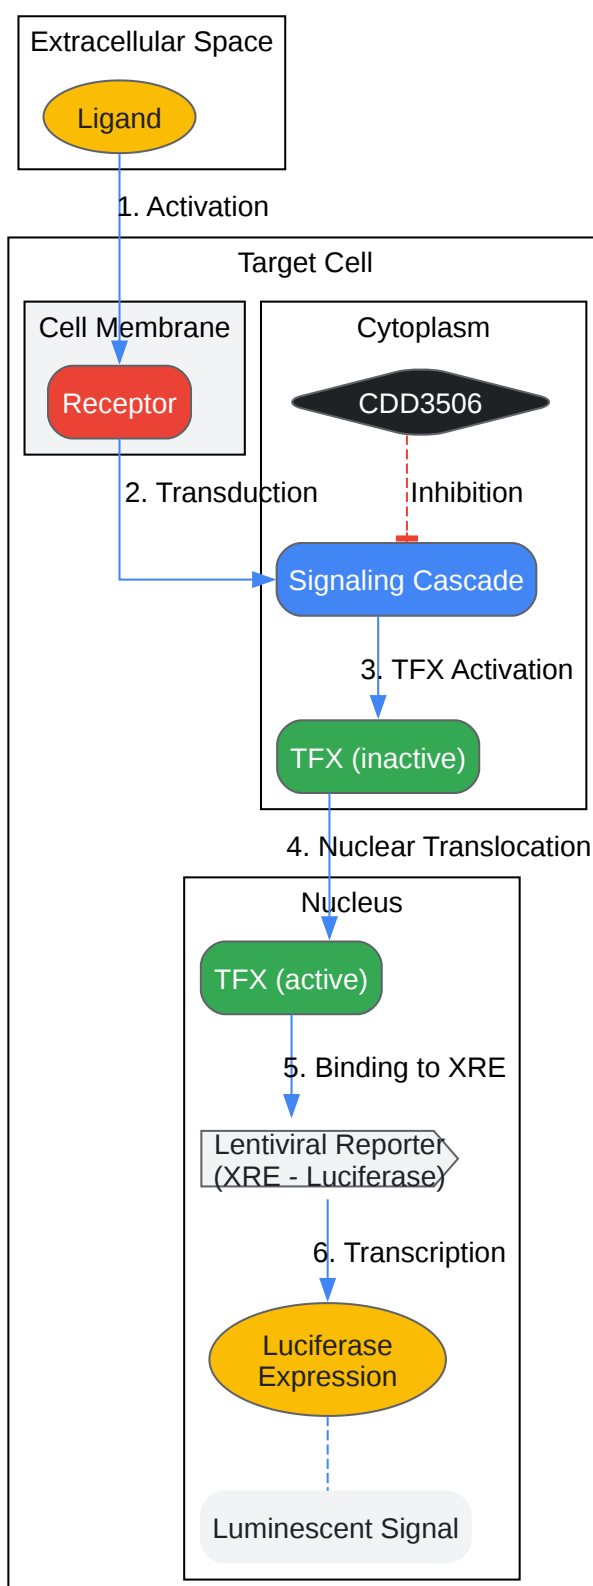 Extracellular Space
Ligand
1. Activation
Target Cell
Cell Membrane
Cytoplasm
Receptor
CDD3506
2. Transduction
Inhibition
Signaling Cascade
3. TFX Activation
TFX (inactive)
4. Nuclear Translocation
Nucleus
TFX (active)
5. Binding to XRE
Lentiviral Reporter
(XRE - Luciferase)
6. Transcription
Luciferase
Expression
Luminescent Signal